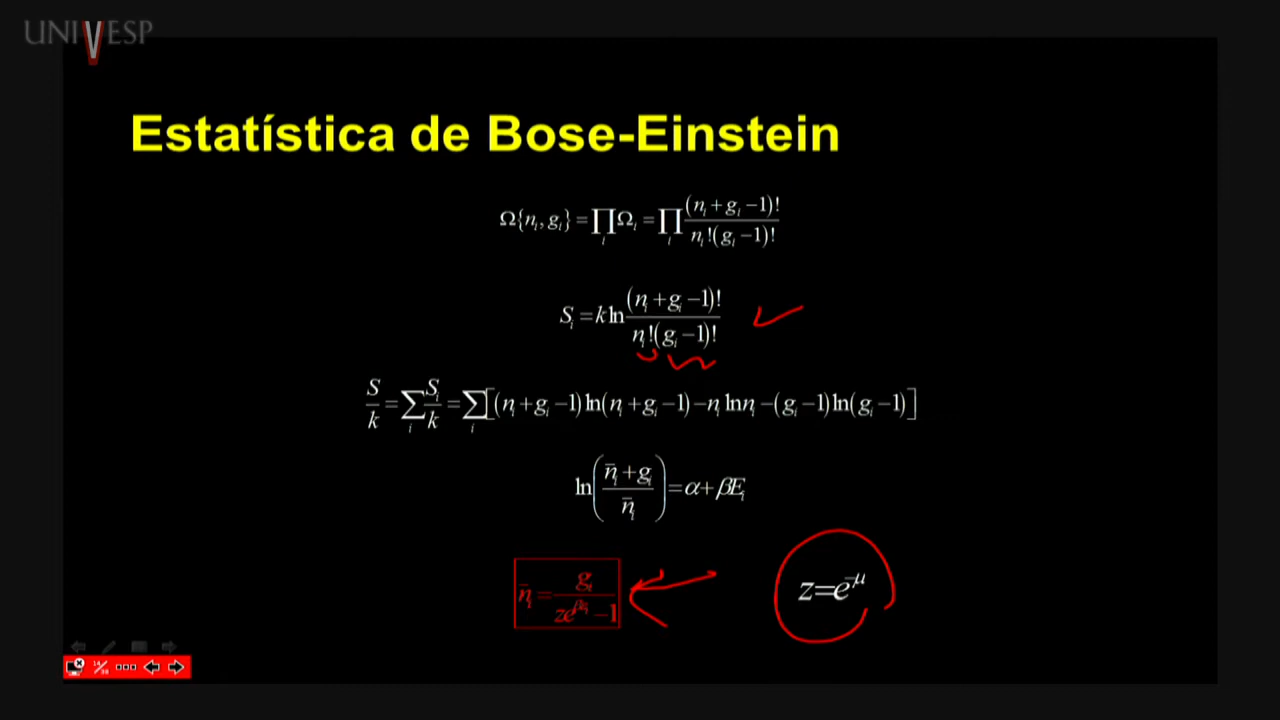 UNIVESP
Estatística de Bose-Einstein
Ω{nᵢ, gᵢ} = ∏ᵢ Ωᵢ = ∏ᵢ (nᵢ + gᵢ − 1)! / nᵢ!(gᵢ − 1)!
Sᵢ = k ln (nᵢ + gᵢ − 1)! / nᵢ!(gᵢ − 1)!
S/k = ∑ᵢ Sᵢ/k = ∑ᵢ [(nᵢ + gᵢ − 1) ln(nᵢ + gᵢ − 1) − nᵢ ln nᵢ − (gᵢ − 1) ln(gᵢ − 1)]
ln( (n̄ᵢ + gᵢ) / n̄ᵢ ) = α + βEᵢ
n̄ᵢ = gᵢ / (ze^{βEᵢ} − 1)
z = e^{−μ}